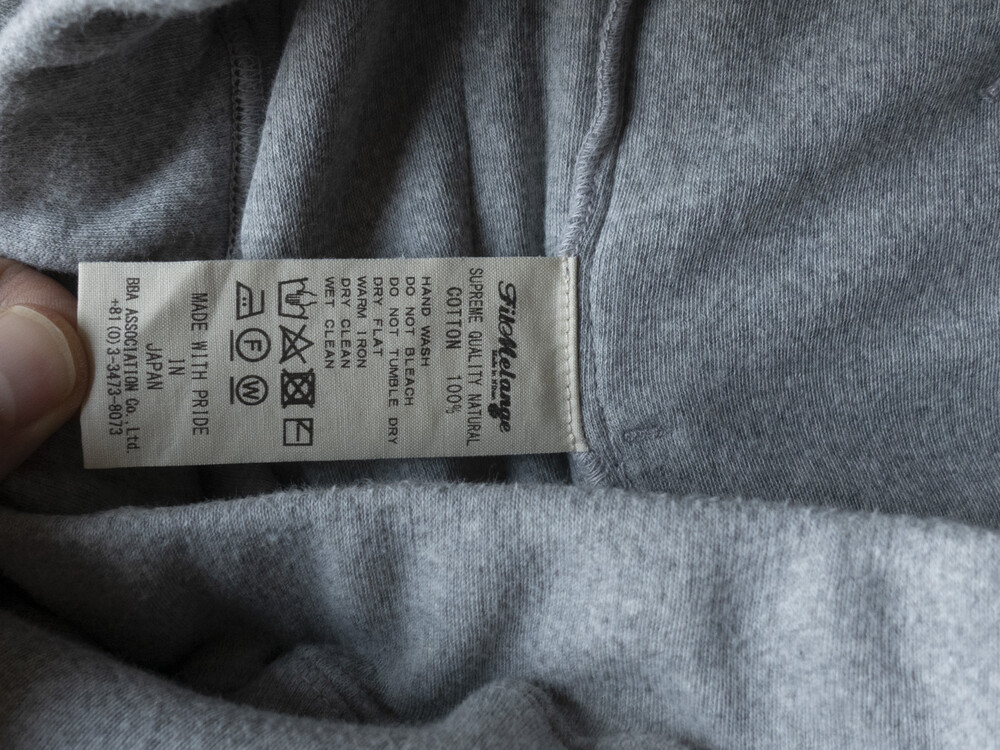 FilMelange
SUPREME QUALITY NATURAL
COTTON 100%
HAND WASH
DO NOT BLEACH
DO NOT TUMBLE DRY
DRY FLAT
WARM IRON
DRY CLEAN
WET CLEAN
F
W
MADE WITH PRIDE
IN
JAPAN
BBA ASSOCIATION Co.,Ltd.
+81(0)3-3473-8073